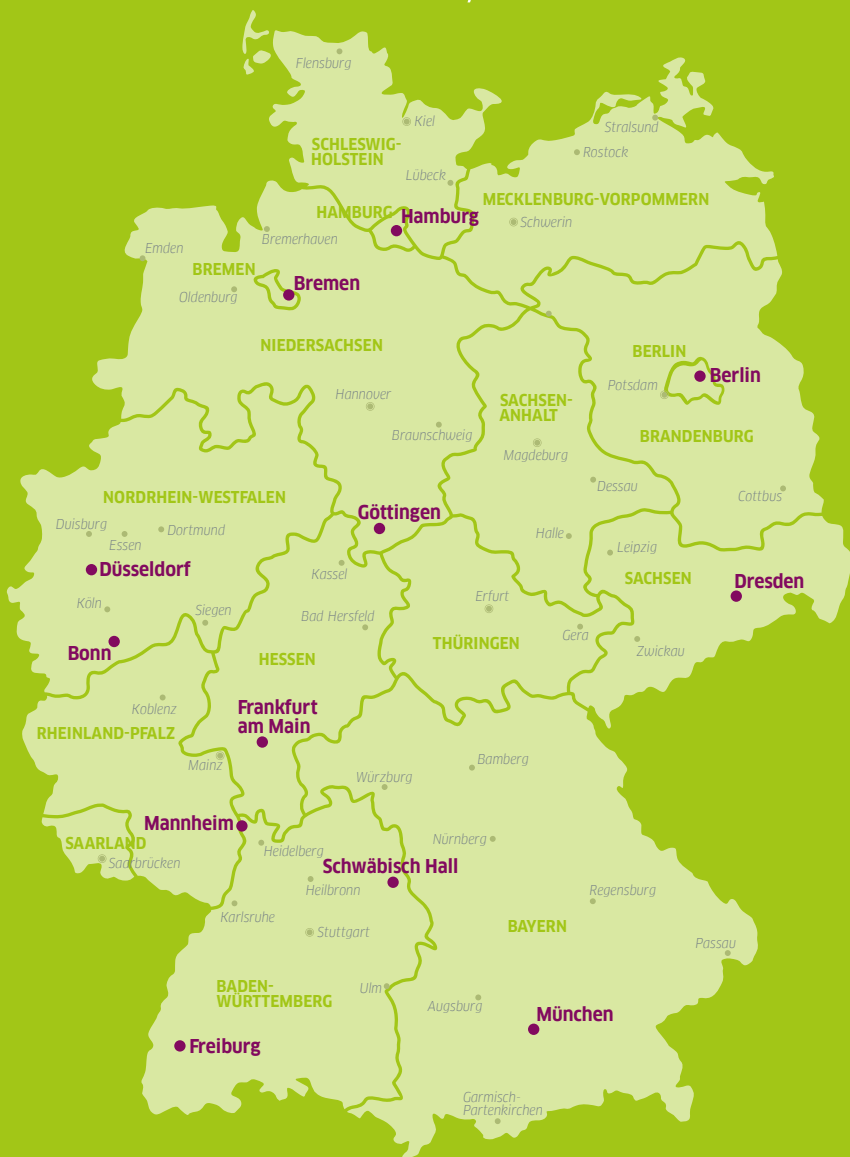 Flensburg
Kiel
Stralsund
SCHLESWIG-
HOLSTEIN
Rostock
Lübeck
MECKLENBURG-VORPOMMERN
HAMBURG
Hamburg
Schwerin
Bremerhaven
Emden
BREMEN
Bremen
Oldenburg
NIEDERSACHSEN
BERLIN
Berlin
Potsdam
Hannover
SACHSEN-
ANHALT
Braunschweig
BRANDENBURG
Magdeburg
Dessau
Cottbus
NORDRHEIN-WESTFALEN
Göttingen
Duisburg
Dortmund
Essen
Halle
Leipzig
Düsseldorf
Kassel
SACHSEN
Dresden
Köln
Siegen
Bad Hersfeld
Erfurt
THÜRINGEN
Gera
Zwickau
Bonn
HESSEN
Koblenz
Frankfurt
am Main
RHEINLAND-PFALZ
Mainz
Bamberg
Würzburg
Mannheim
SAARLAND
Saarbrücken
Heidelberg
Nürnberg
Schwäbisch Hall
Heilbronn
Regensburg
Karlsruhe
Stuttgart
BAYERN
Passau
BADEN-
WÜRTTEMBERG
Ulm
Augsburg
München
Freiburg
Garmisch-
Partenkirchen